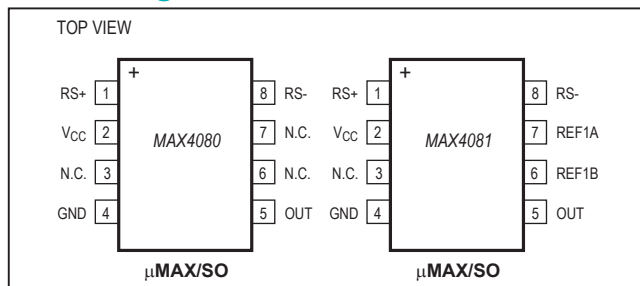 TOP VIEW
+
RS+ 1 8 RS-
VCC 2 MAX4080 7 N.C.
N.C. 3 6 N.C.
GND 4 5 OUT
µMAX/SO
+
RS+ 1 8 RS-
VCC 2 MAX4081 7 REF1A
N.C. 3 6 REF1B
GND 4 5 OUT
µMAX/SO